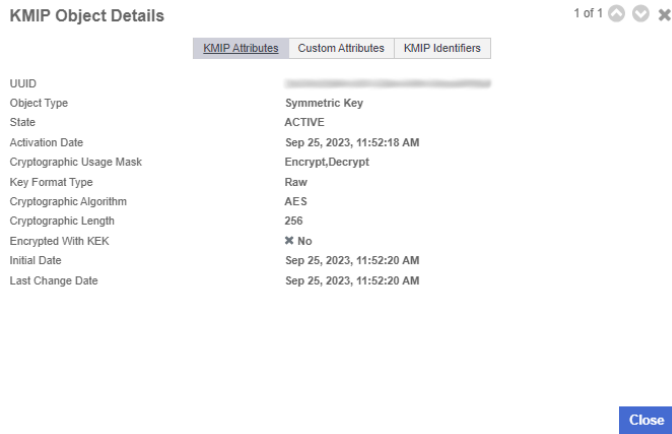 KMIP Object Details
1 of 1
KMIP Attributes Custom Attributes KMIP Identifiers
UUID
Object Type Symmetric Key
State ACTIVE
Activation Date Sep 25, 2023, 11:52:18 AM
Cryptographic Usage Mask Encrypt,Decrypt
Key Format Type Raw
Cryptographic Algorithm AES
Cryptographic Length 256
Encrypted With KEK No
Initial Date Sep 25, 2023, 11:52:20 AM
Last Change Date Sep 25, 2023, 11:52:20 AM
Close